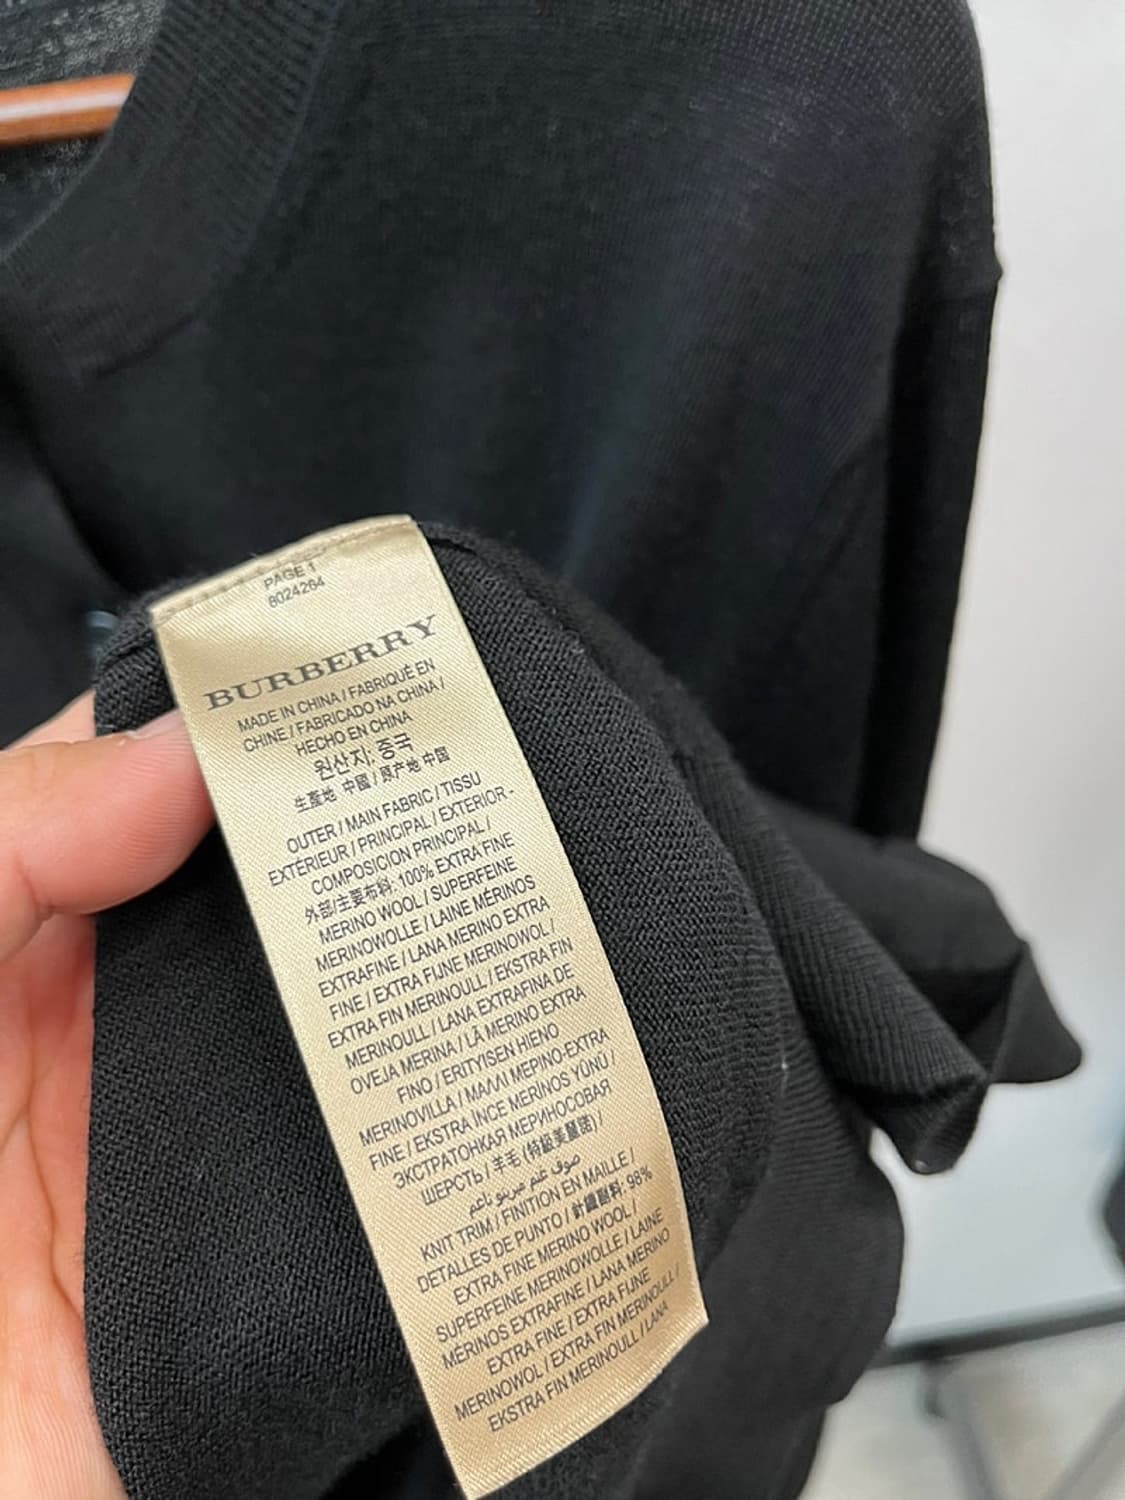 PAGE 1
8024264
BURBERRY
MADE IN CHINA / FABRIQUÉ EN
CHINE / FABRICADO NA CHINA /
HECHO EN CHINA
원산지: 중국
生產地 中國 / 原产地 中国
OUTER / MAIN FABRIC / TISSU
EXTÉRIEUR / PRINCIPAL / EXTERIOR -
COMPOSICION PRINCIPAL /
外部/主要布料: 100% EXTRA FINE
MERINO WOOL / SUPERFEINE
MERINOWOLLE / LAINE MÉRINOS
EXTRAFINE / LANA MERINO EXTRA
FINE / EXTRA FIJNE MERINOWOL /
EXTRA FIN MERINOULL / EKSTRA FIN
MERINOULL / LANA EXTRAFINA DE
OVEJA MERINA / LÃ MERINO EXTRA
FINO / ERITYISEN HIENO
MERINOVILLA / ΜΑΛΛΙ ΜΕΡΙΝΟ-EXTRA
FINE / EKSTRA İNCE MERİNOS YÜNÜ /
ЭКСТРАТОНКАЯ МЕРИНОСОВАЯ
ШЕРСТЬ / 羊毛 (特級美麗諾) /
صوف غنم مرينو ناعم
KNIT TRIM / FINITION EN MAILLE /
DETALLES DE PUNTO / 針織副料: 98%
EXTRA FINE MERINO WOOL /
SUPERFEINE MERINOWOLLE / LAINE
MÉRINOS EXTRAFINE / LANA MERINO
EXTRA FINE / EXTRA FIJNE
MERINOWOL / EXTRA FIN MERINOULL /
EKSTRA FIN MERINOULL / LANA